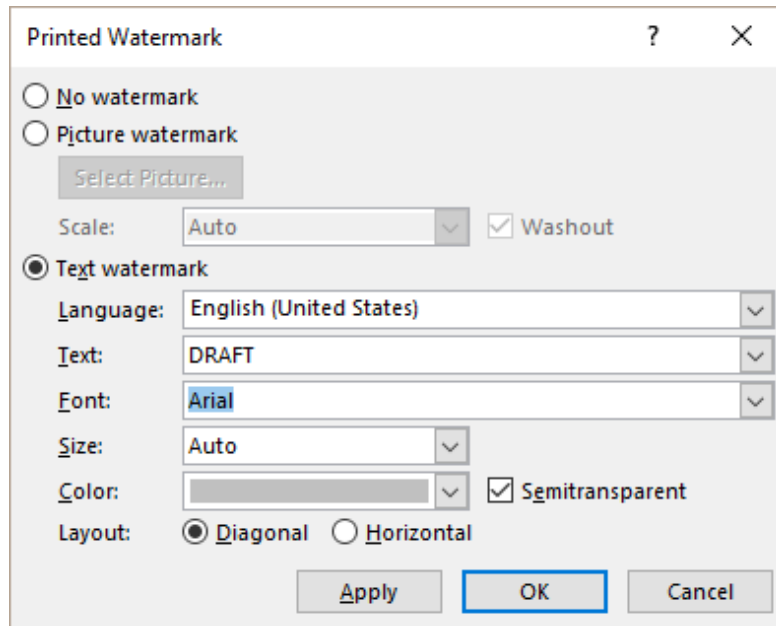 Printed Watermark ?
No watermark
Picture watermark
Select Picture...
Scale: Auto Washout
Text watermark
Language: English (United States)
Text: DRAFT
Font: Arial
Size: Auto
Color: Semitransparent
Layout: Diagonal Horizontal
Apply OK Cancel